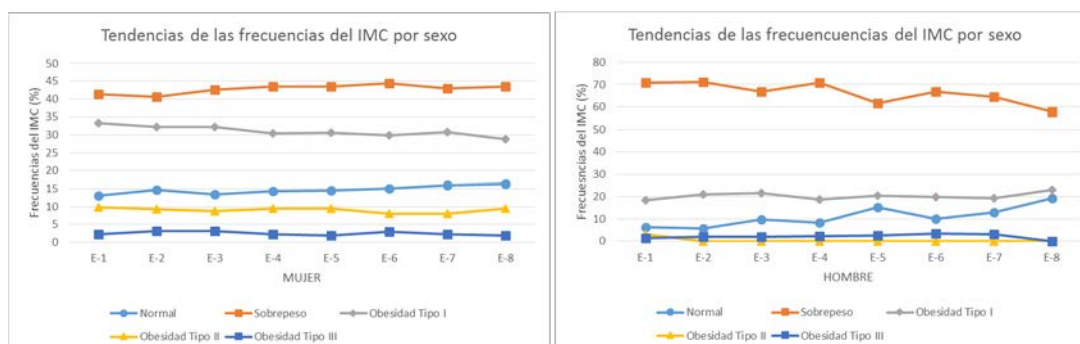 Tendencias de las frecuencias del IMC por sexo
Frecuencias del IMC (%)
50
45
40
35
30
25
20
15
10
5
0
E-1 E-2 E-3 E-4 E-5 E-6 E-7 E-8
MUJER
Normal Sobrepeso Obesidad Tipo I
Obesidad Tipo II Obesidad Tipo III
Tendencias de las frecuencuencias del IMC por sexo
Frecuesncias del IMC (%)
80
70
60
50
40
30
20
10
0
E-1 E-2 E-3 E-4 E-5 E-6 E-7 E-8
HOMBRE
Normal Sobrepeso Obesidad Tipo I
Obesidad Tipo II Obesidad Tipo III